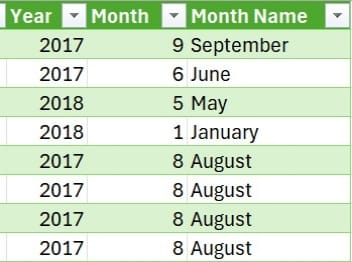 Year Month Month Name
2017 9 September
2017 6 June
2018 5 May
2018 1 January
2017 8 August
2017 8 August
2017 8 August
2017 8 August